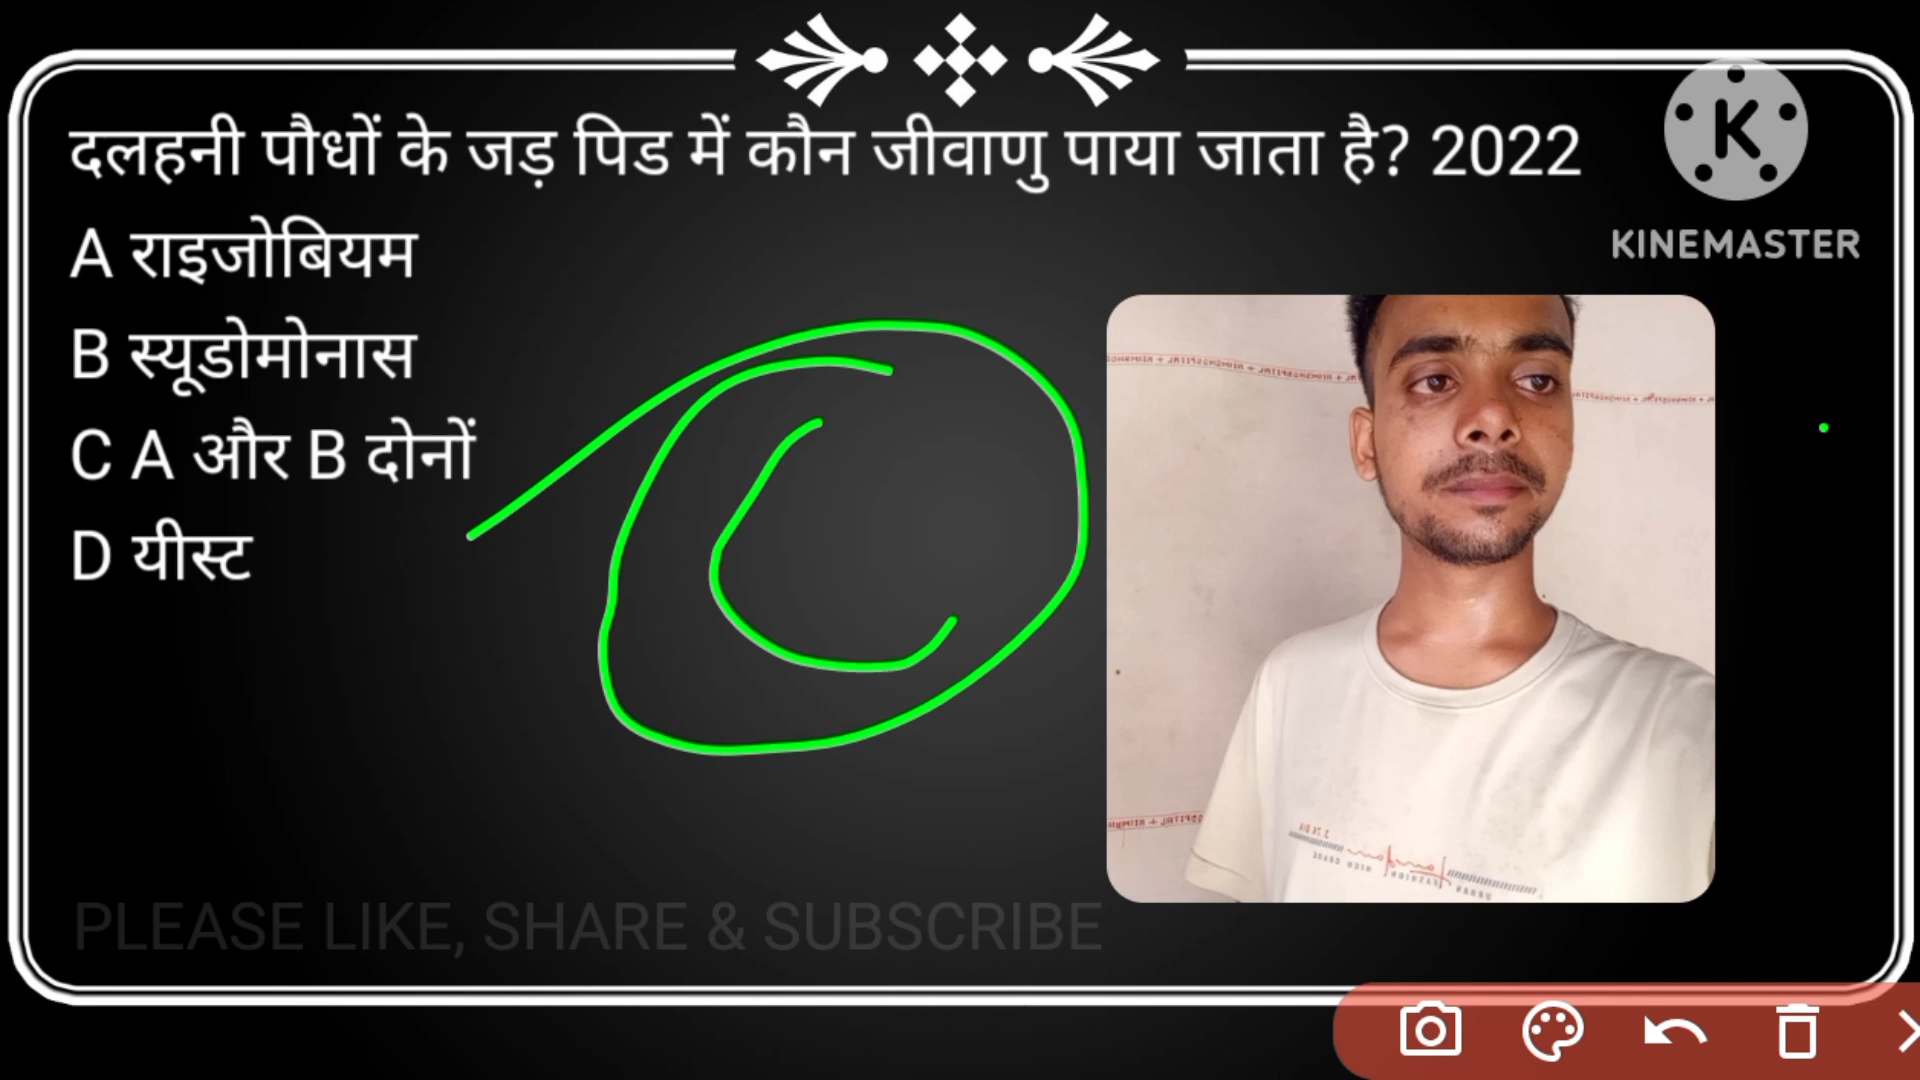 दलहनी पौधों के जड़ पिड में कौन जीवाणु पाया जाता है? 2022
A राइजोबियम
B स्यूडोमोनास
C A और B दोनों
D यीस्ट
C
K
KINEMASTER
PLEASE LIKE, SHARE & SUBSCRIBE